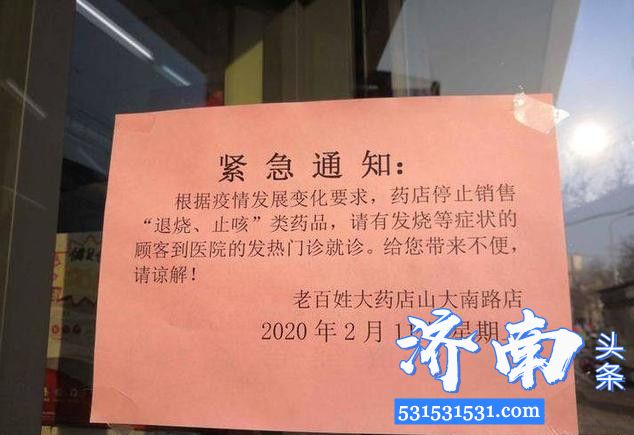 紧急通知：
根据疫情发展变化要求，药店停止销售
“退烧、止咳”类药品，请有发烧等症状的
顾客到医院的发热门诊就诊。给您带来不便，
请谅解！
老百姓大药店山大南路店
2020年2月1 星期
济南头条
531531531.com